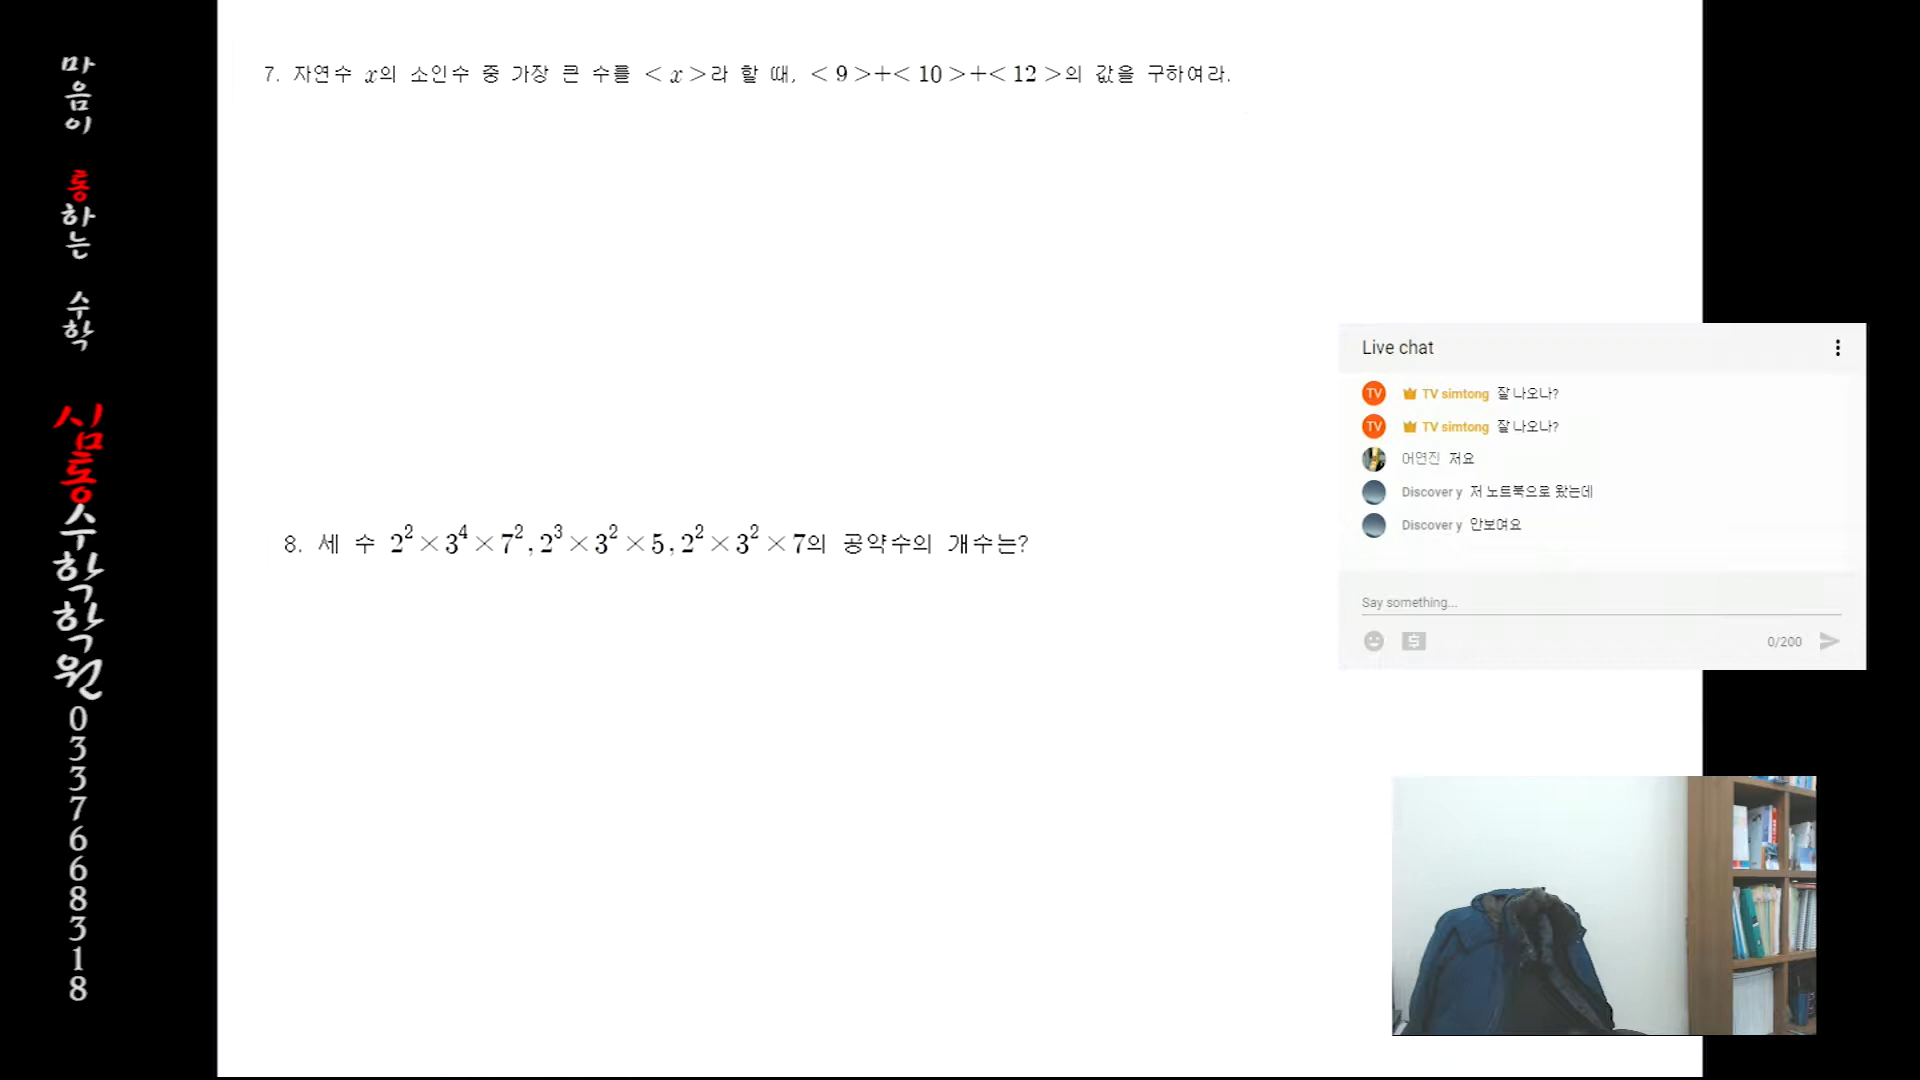 마음이 통하는 수학 심통수학학원 0337668318
7. 자연수 x의 소인수 중 가장 큰 수를 < x >라 할 때, < 9 >+< 10 >+< 12 >의 값을 구하여라.
8. 세 수 2² × 3⁴ × 7², 2³ × 3² × 5, 2² × 3² × 7의 공약수의 개수는?
Live chat
TV TV simtong 잘 나오나?
TV TV simtong 잘 나오나?
어연진 저요
Discover y 저 노트북으로 왔는데
Discover y 안보여요
Say something...
0/200